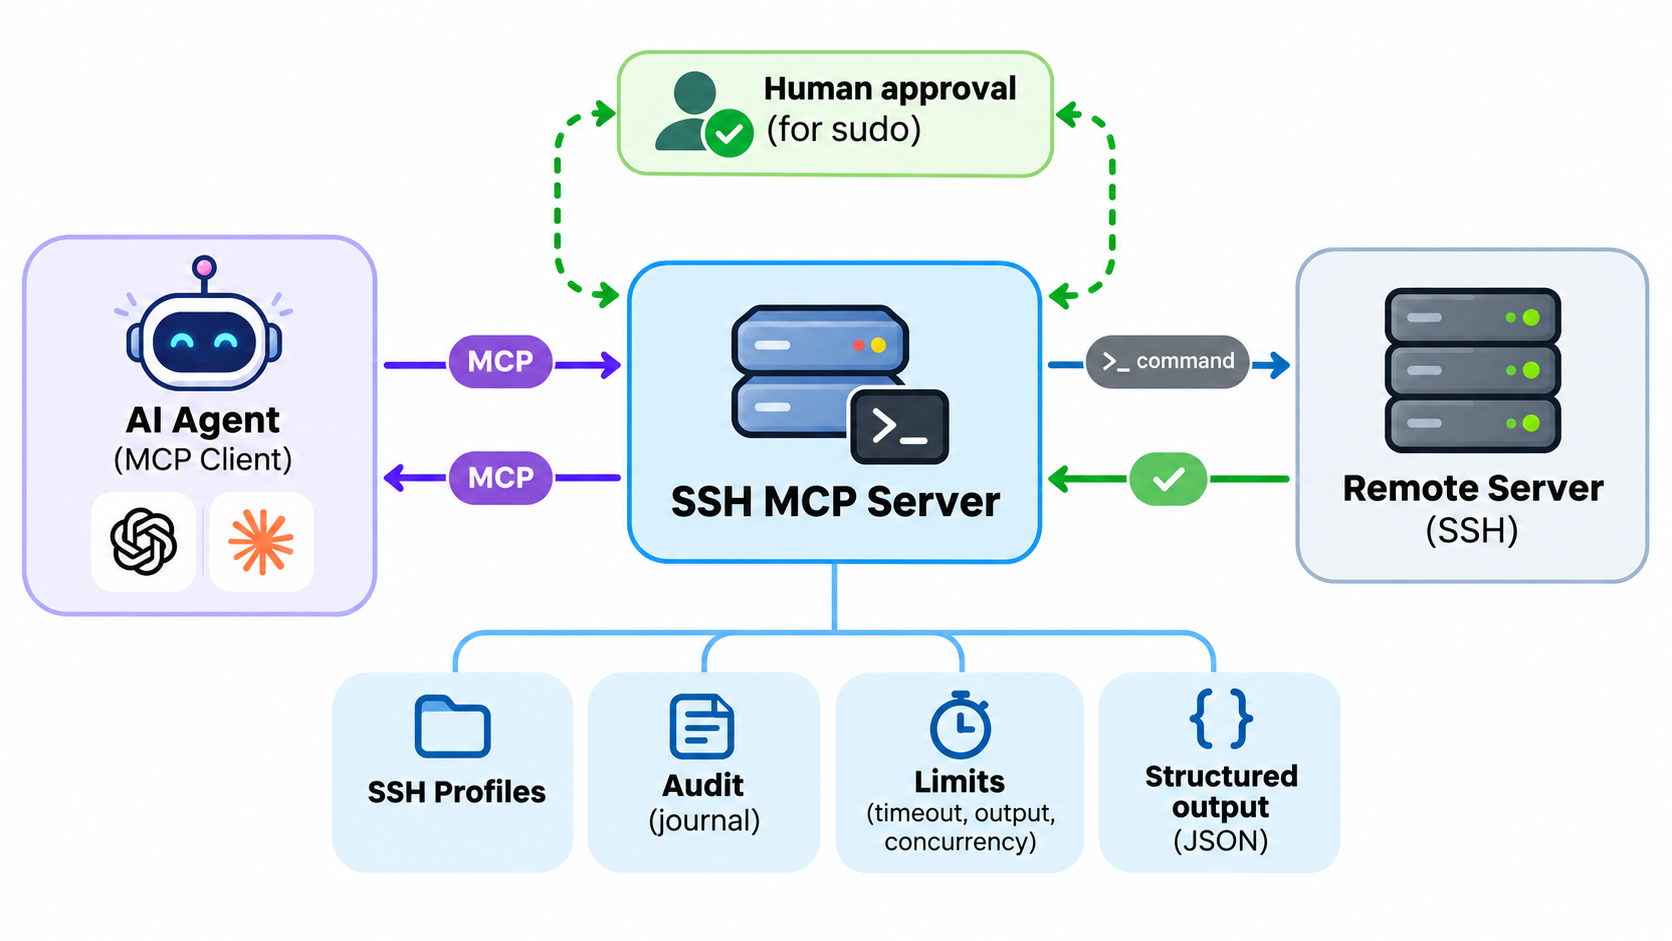 Human approval
(for sudo)
AI Agent
(MCP Client)
MCP
MCP
SSH MCP Server
>_ command
>_
Remote Server
(SSH)
SSH Profiles
Audit
(journal)
Limits
(timeout, output,
concurrency)
{ }
Structured
output
(JSON)